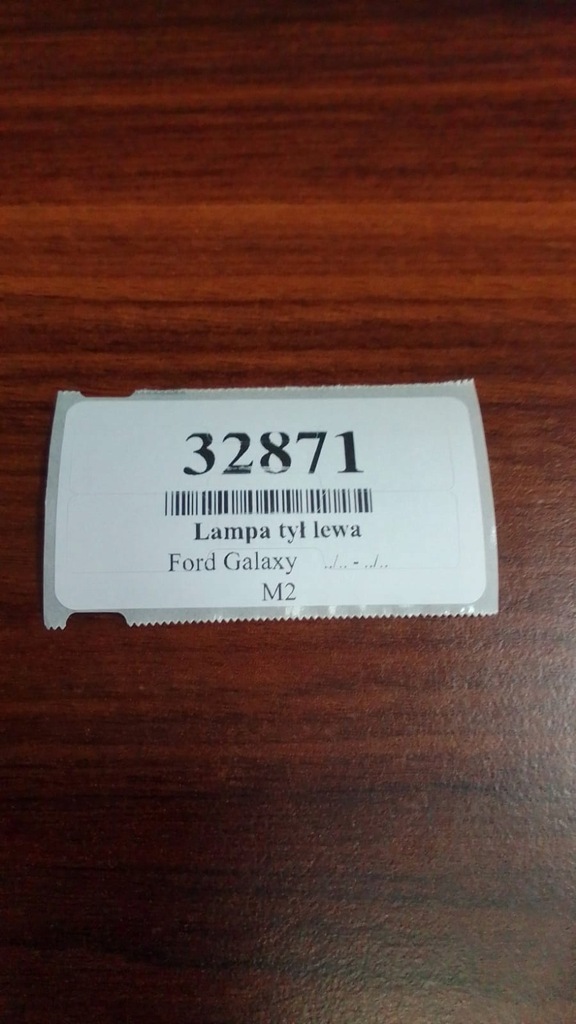 32871
Lampa tył lewa
Ford Galaxy ../.. - ../..
M2